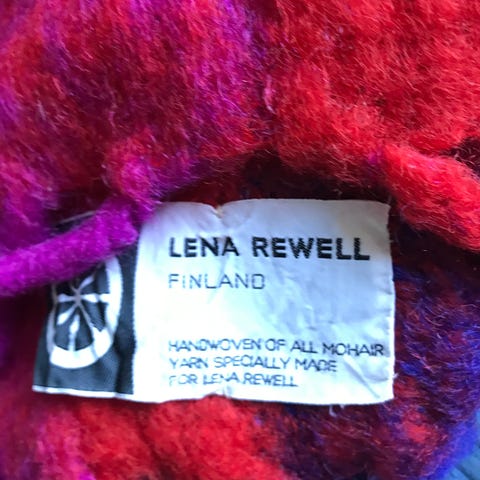 LENA REWELL
FINLAND
HANDWOVEN OF ALL MOHAIR
YARN SPECIALLY MADE
FOR LENA REWELL